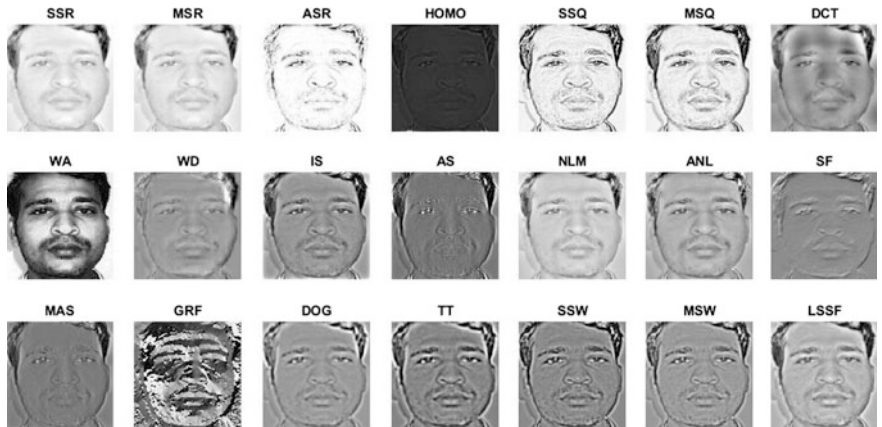 SSR MSR ASR HOMO SSQ MSQ DCT
WA WD IS AS NLM ANL SF
MAS GRF DOG TT SSW MSW LSSF